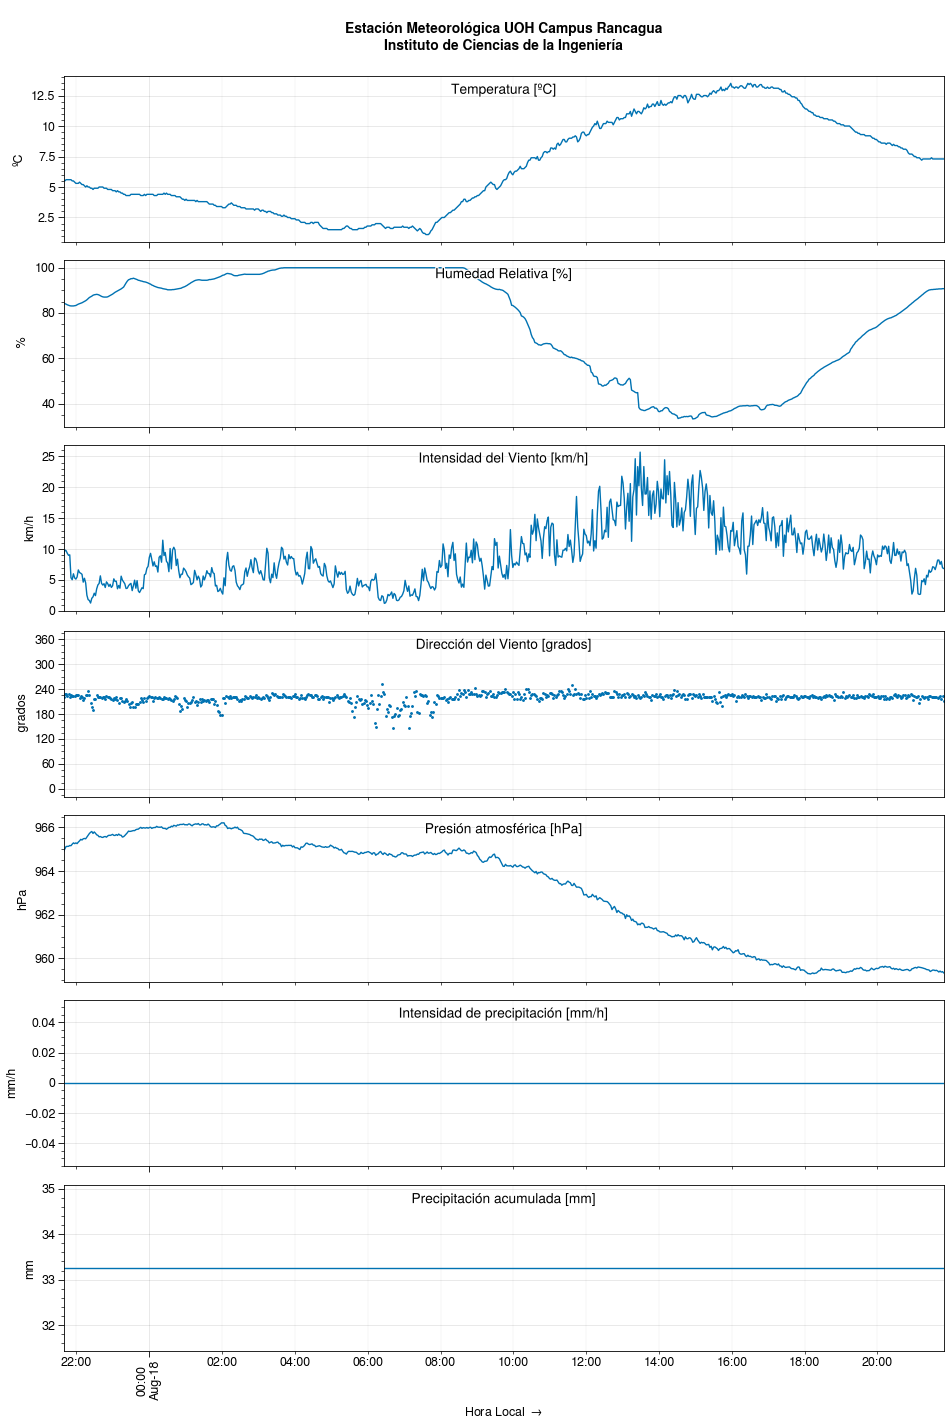 Estación Meteorológica UOH Campus Rancagua
Instituto de Ciencias de la Ingeniería
Temperatura [ºC]
12.5
10
7.5
5
2.5
ºC
Humedad Relativa [%]
100
80
60
40
%
Intensidad del Viento [km/h]
25
20
15
10
5
0
km/h
Dirección del Viento [grados]
360
300
240
180
120
60
0
grados
Presión atmosférica [hPa]
966
964
962
960
hPa
Intensidad de precipitación [mm/h]
0.04
0.02
0
−0.02
−0.04
mm/h
Precipitación acumulada [mm]
35
34
33
32
mm
22:00
00:00
Aug-18
02:00
04:00
06:00
08:00
10:00
12:00
14:00
16:00
18:00
20:00
Hora Local →